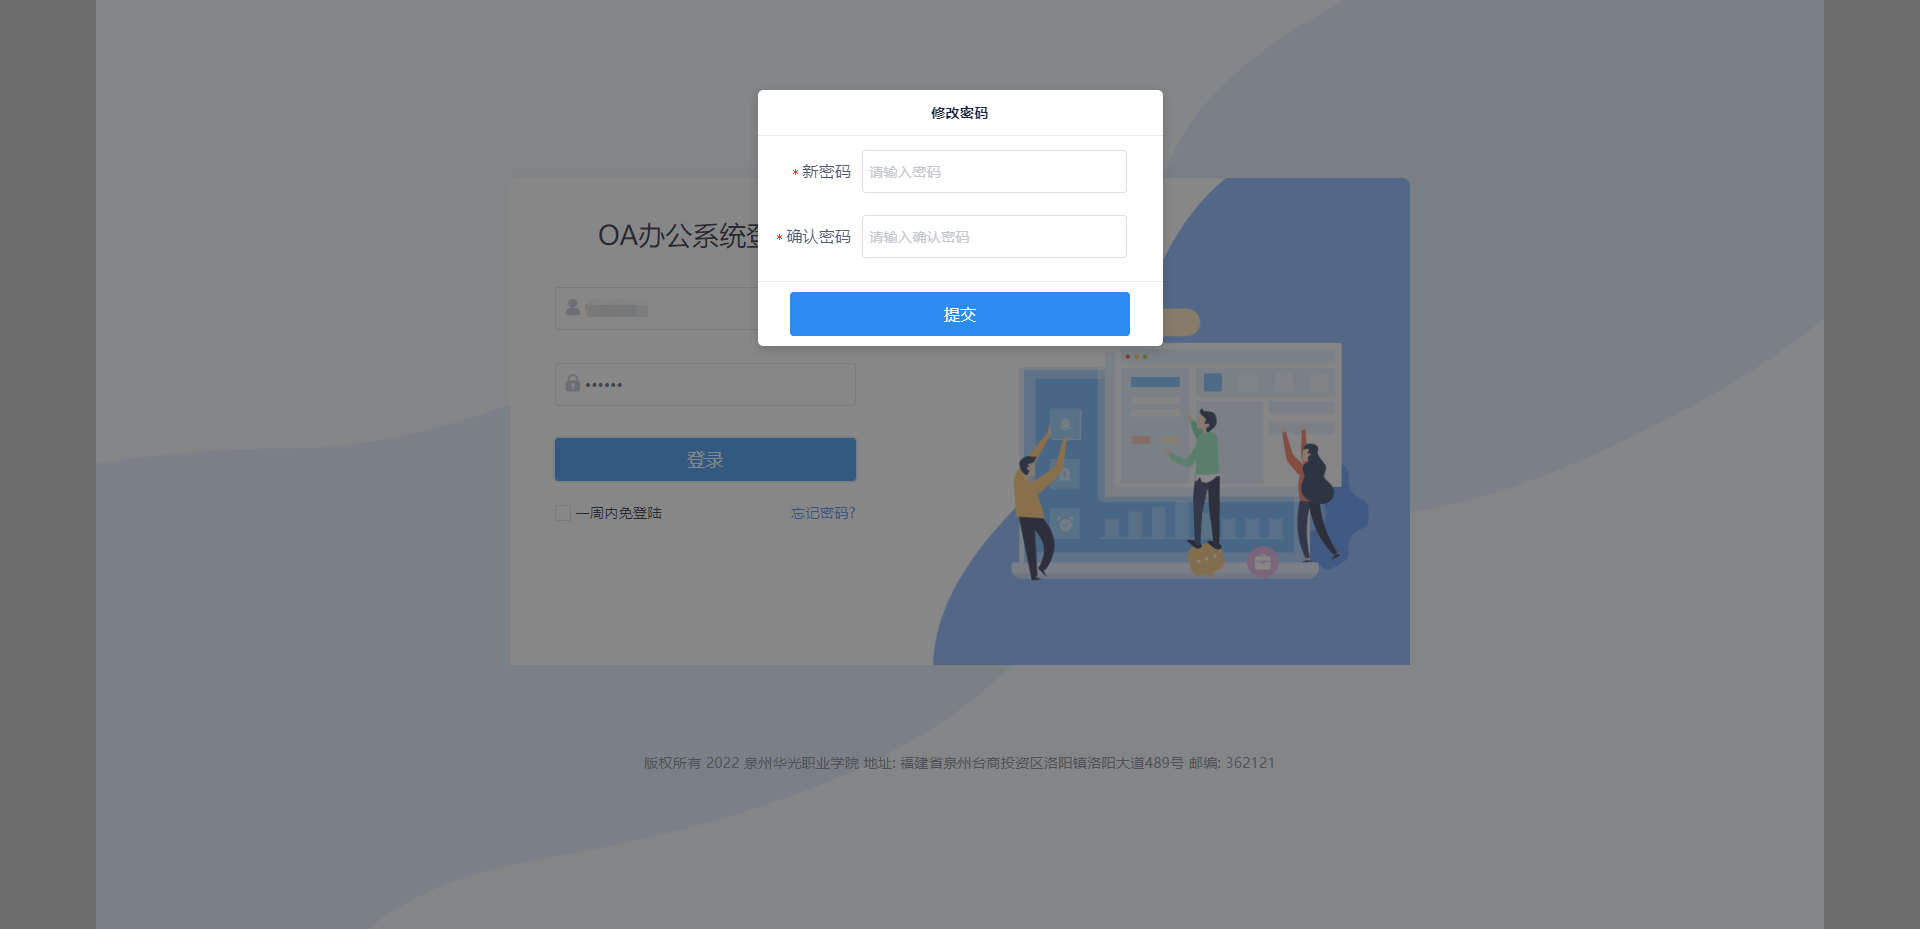 修改密码
* 新密码 请输入密码
* 确认密码 请输入确认密码
提交
OA办公系统登
••••••
登录
一周内免登陆 忘记密码?
版权所有 2022 泉州华光职业学院 地址: 福建省泉州台商投资区洛阳镇洛阳大道489号 邮编: 362121